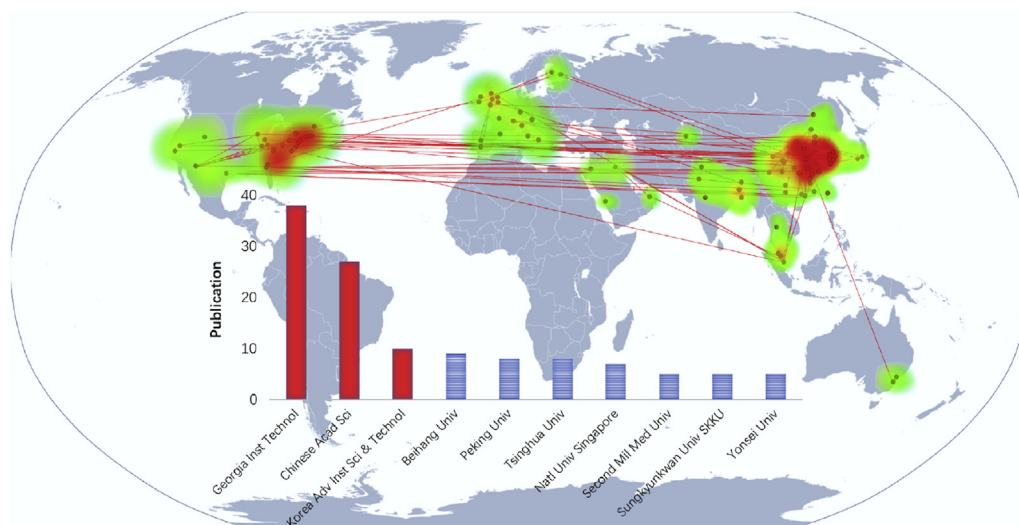 40
30
20
10
0
Publication
Georgia Inst Technol
Chinese Acad Sci
Korea Adv Inst Sci & Technol
Beihang Univ
Peking Univ
Tsinghua Univ
Natl Univ Singapore
Second Mil Med Univ
Sungkyunkwan Univ SKKU
Yonsei Univ